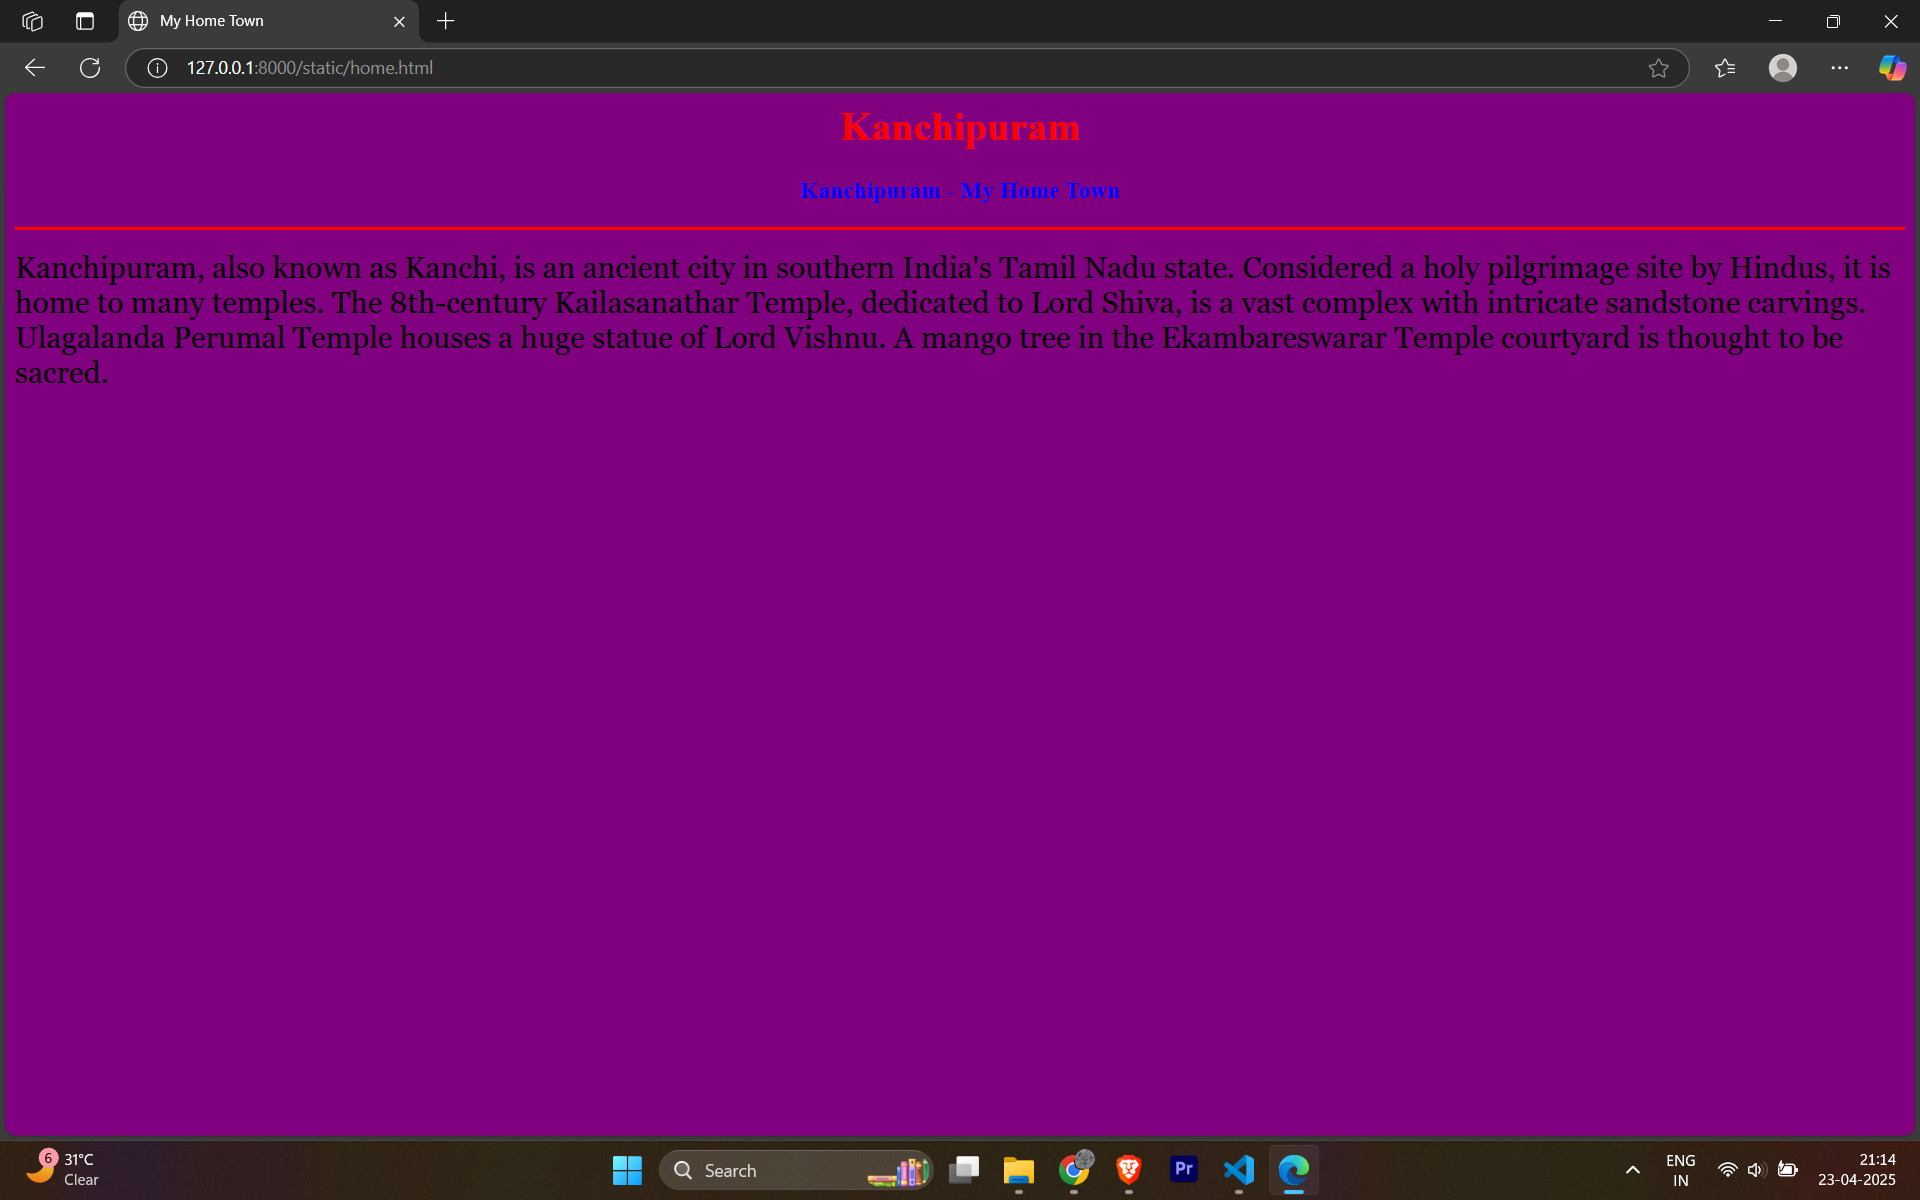 My Home Town
127.0.0.1:8000/static/home.html
Kanchipuram
Kanchipuram - My Home Town
Kanchipuram, also known as Kanchi, is an ancient city in southern India's Tamil Nadu state. Considered a holy pilgrimage site by Hindus, it is
home to many temples. The 8th-century Kailasanathar Temple, dedicated to Lord Shiva, is a vast complex with intricate sandstone carvings.
Ulagalanda Perumal Temple houses a huge statue of Lord Vishnu. A mango tree in the Ekambareswarar Temple courtyard is thought to be
sacred.
6
31°C
Clear
Search
Pr
ENG
IN
21:14
23-04-2025